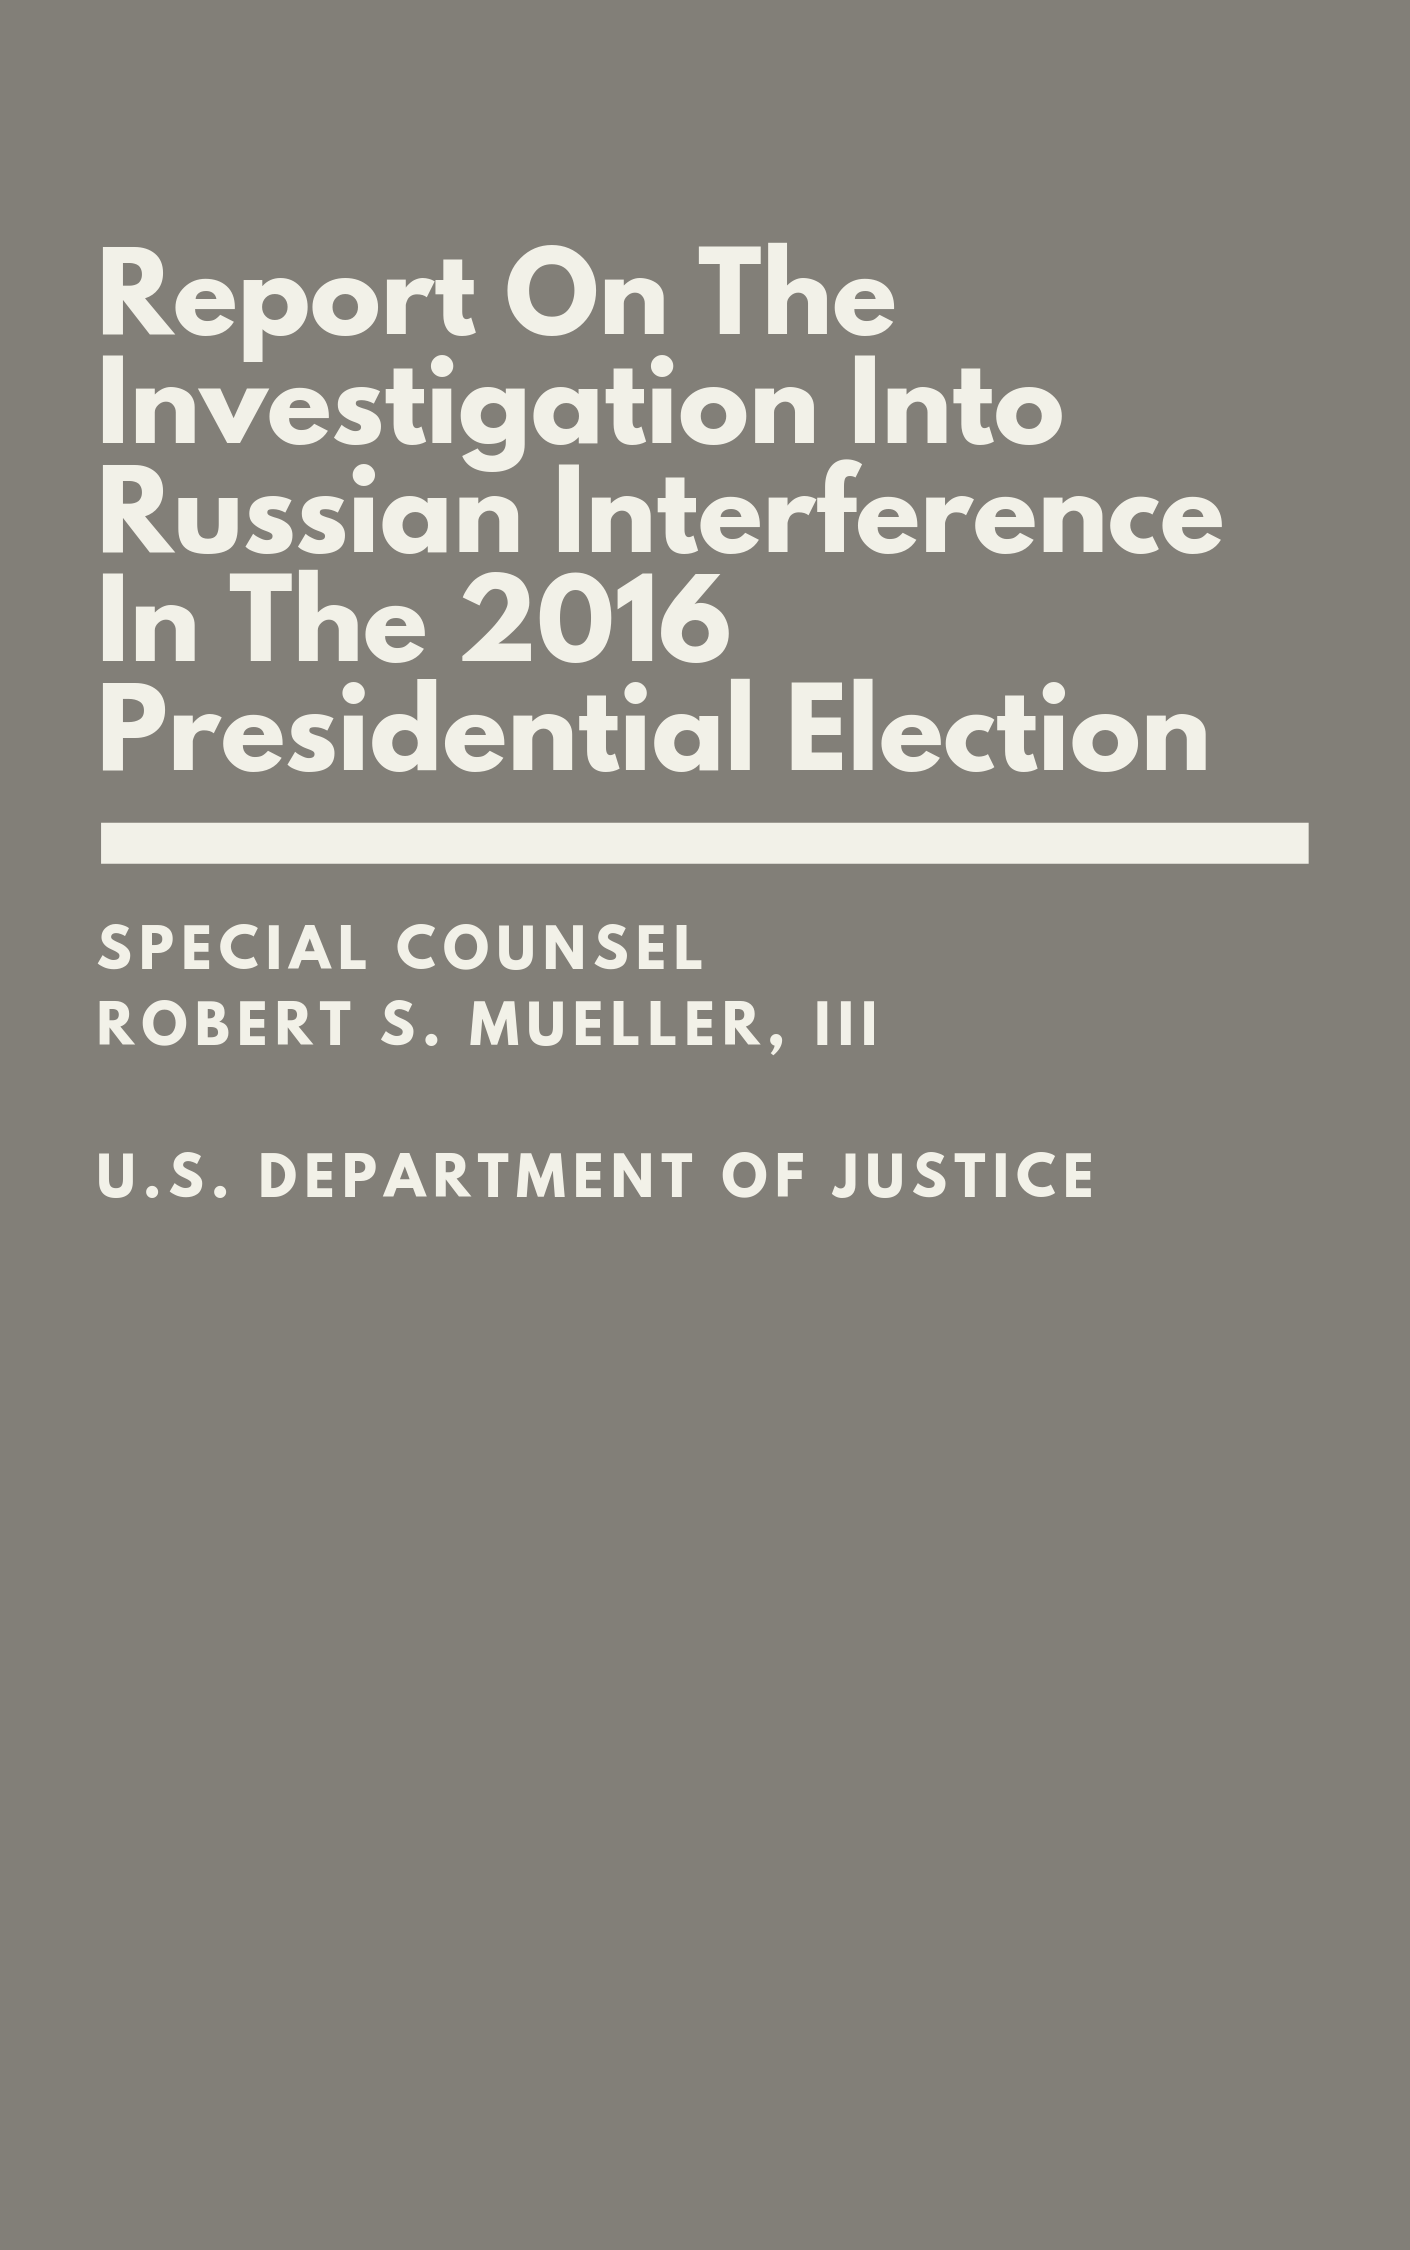 Report On The
Investigation Into
Russian Interference
In The 2016
Presidential Election
SPECIAL COUNSEL
ROBERT S. MUELLER, III
U.S. DEPARTMENT OF JUSTICE